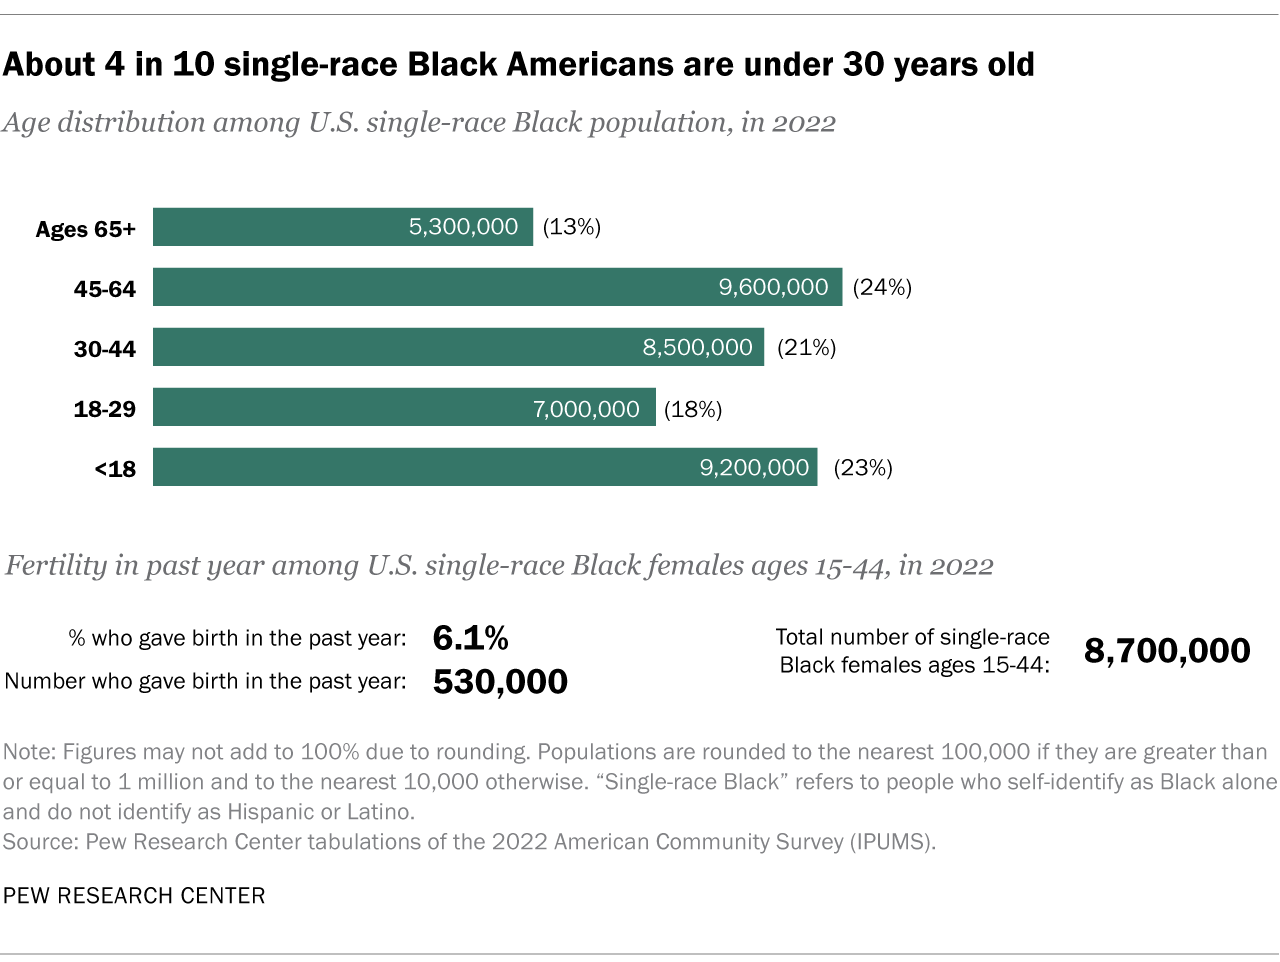 About 4 in 10 single-race Black Americans are under 30 years old
Age distribution among U.S. single-race Black population, in 2022
Ages 65+ 5,300,000 (13%)
45-64 9,600,000 (24%)
30-44 8,500,000 (21%)
18-29 7,000,000 (18%)
<18 9,200,000 (23%)
Fertility in past year among U.S. single-race Black females ages 15-44, in 2022
% who gave birth in the past year: 6.1%
Number who gave birth in the past year: 530,000
Total number of single-race
Black females ages 15-44: 8,700,000
Note: Figures may not add to 100% due to rounding. Populations are rounded to the nearest 100,000 if they are greater than
or equal to 1 million and to the nearest 10,000 otherwise. “Single-race Black” refers to people who self-identify as Black alone
and do not identify as Hispanic or Latino.
Source: Pew Research Center tabulations of the 2022 American Community Survey (IPUMS).
PEW RESEARCH CENTER